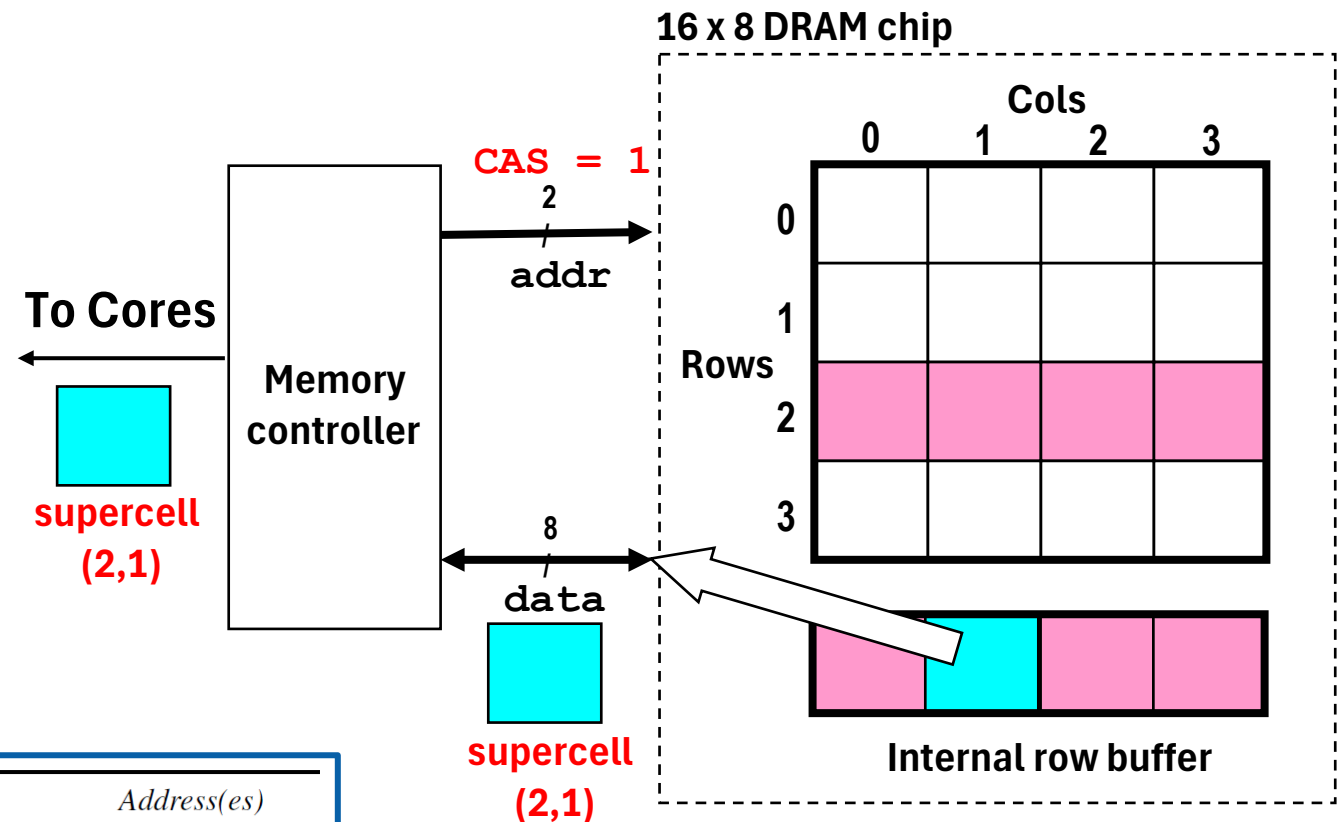 16 x 8 DRAM chip
Cols
0 1 2 3
CAS = 1
2
addr
0
To Cores
1
Rows
Memory
controller
2
supercell
(2,1)
3
8
data
supercell
(2,1)
Internal row buffer
Address(es)